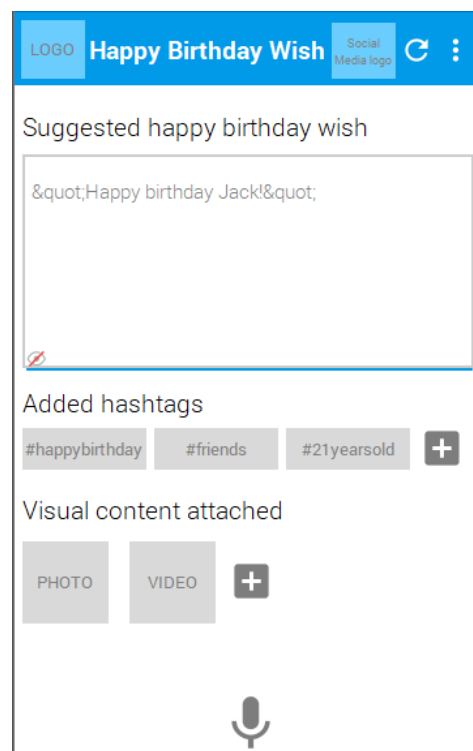 LOGO
Happy Birthday Wish
Social
Media logo
Suggested happy birthday wish
&quot;Happy birthday Jack!&quot;
Added hashtags
#happybirthday #friends #21yearsold
Visual content attached
PHOTO VIDEO